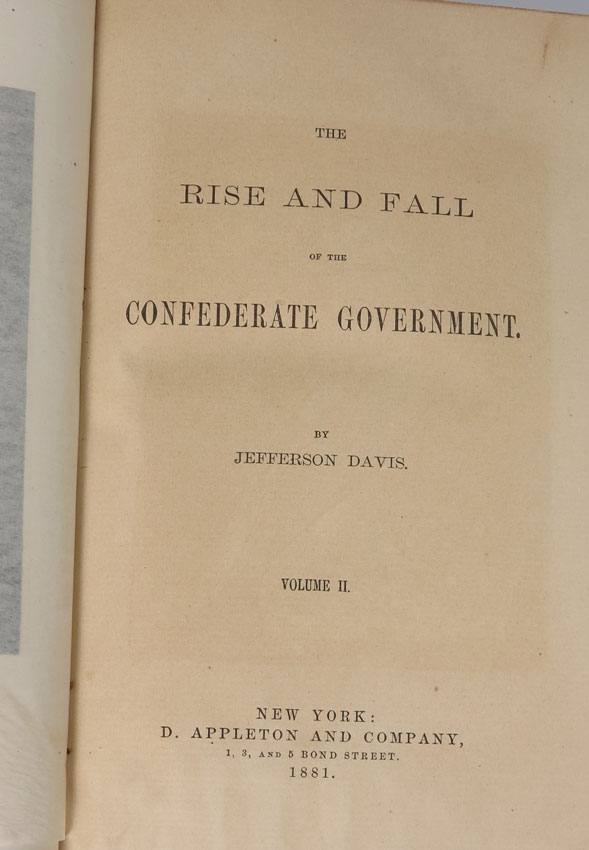 THE
RISE AND FALL
OF THE
CONFEDERATE GOVERNMENT.
BY
JEFFERSON DAVIS.
VOLUME II.
NEW YORK:
D. APPLETON AND COMPANY,
1, 3, AND 5 BOND STREET.
1881.